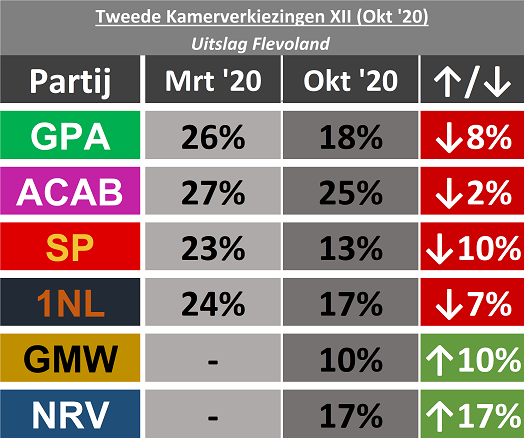 Tweede Kamerverkiezingen XII (Okt '20)
Uitslag Flevoland
Partij Mrt '20 Okt '20 ↑/↓
GPA 26% 18% ↓8%
ACAB 27% 25% ↓2%
SP 23% 13% ↓10%
1NL 24% 17% ↓7%
GMW - 10% ↑10%
NRV - 17% ↑17%